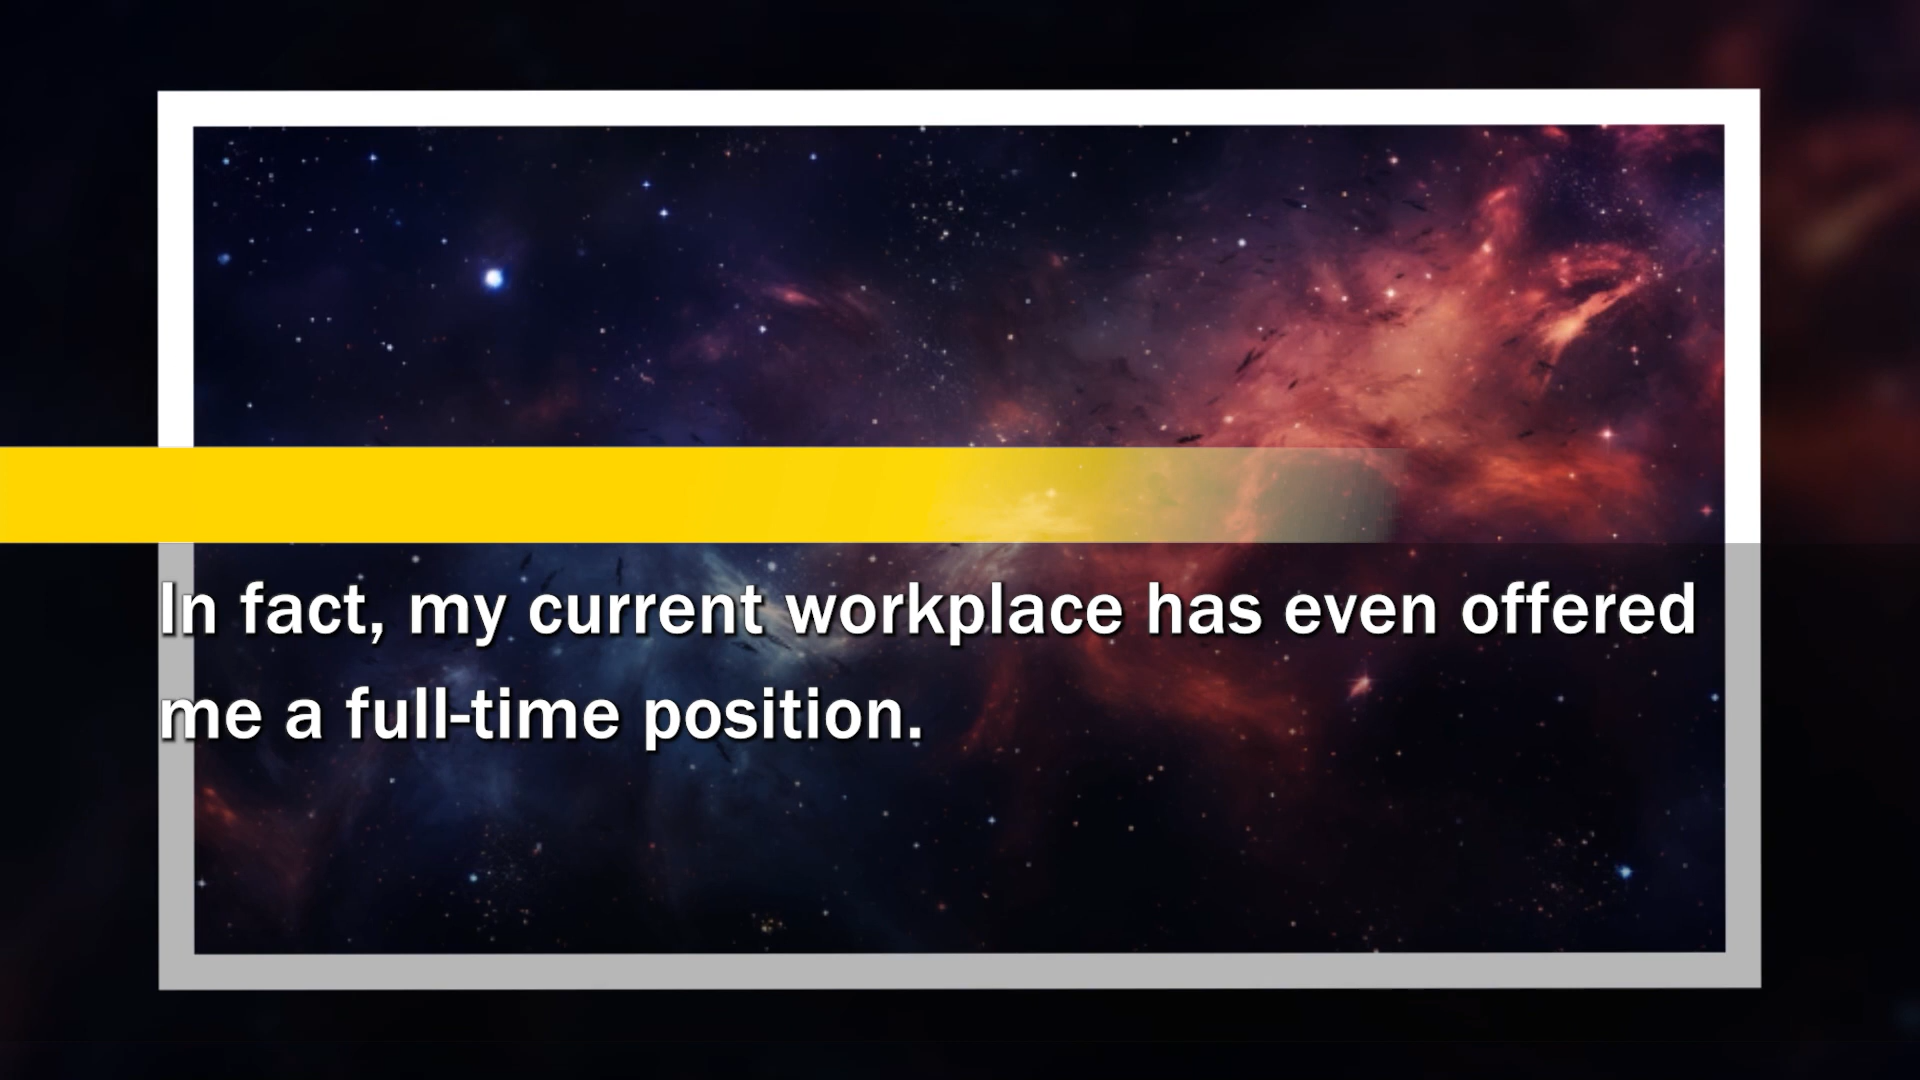 In fact, my current workplace has even offered
me a full-time position.